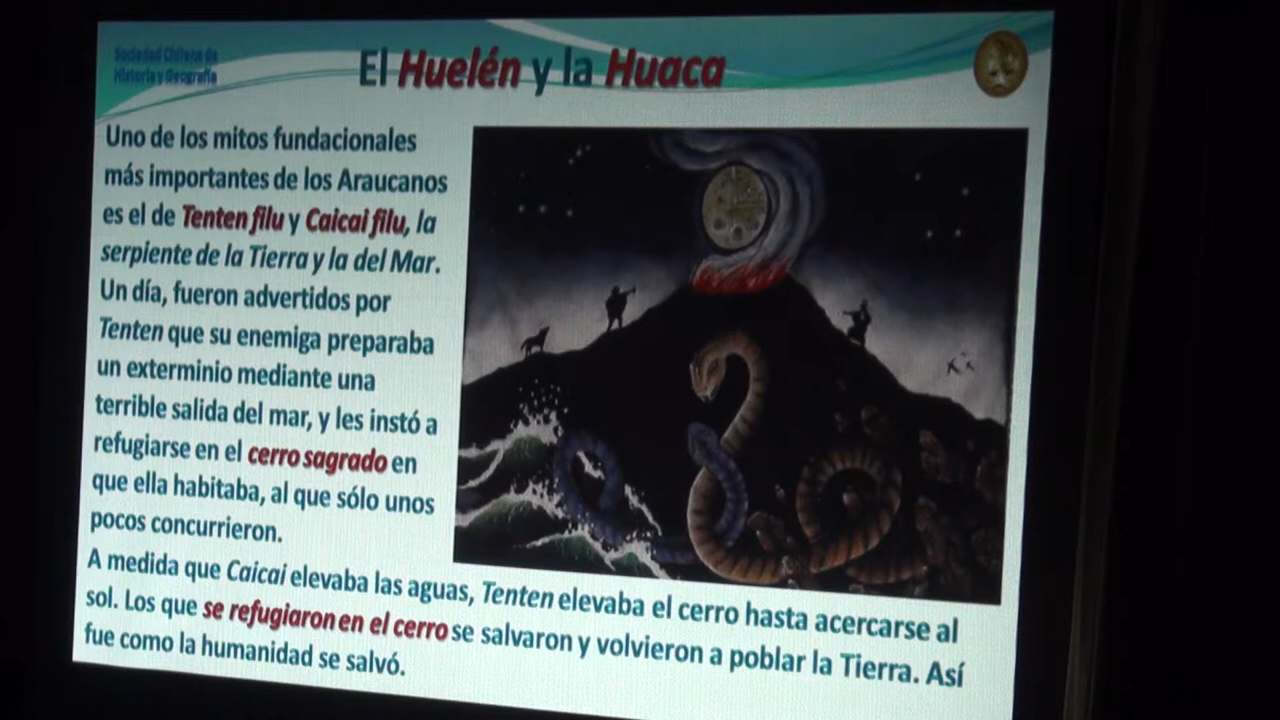 Sociedad Chilena de
Historia y Geografía
El Huelén y la Huaca
Uno de los mitos fundacionales
más importantes de los Araucanos
es el de Tenten filu y Caicai filu, la
serpiente de la Tierra y la del Mar.
Un día, fueron advertidos por
Tenten que su enemiga preparaba
un exterminio mediante una
terrible salida del mar, y les instó a
refugiarse en el cerro sagrado en
que ella habitaba, al que sólo unos
pocos concurrieron.
A medida que Caicai elevaba las aguas, Tenten elevaba el cerro hasta acercarse al
sol. Los que se refugiaron en el cerro se salvaron y volvieron a poblar la Tierra. Así
fue como la humanidad se salvó.